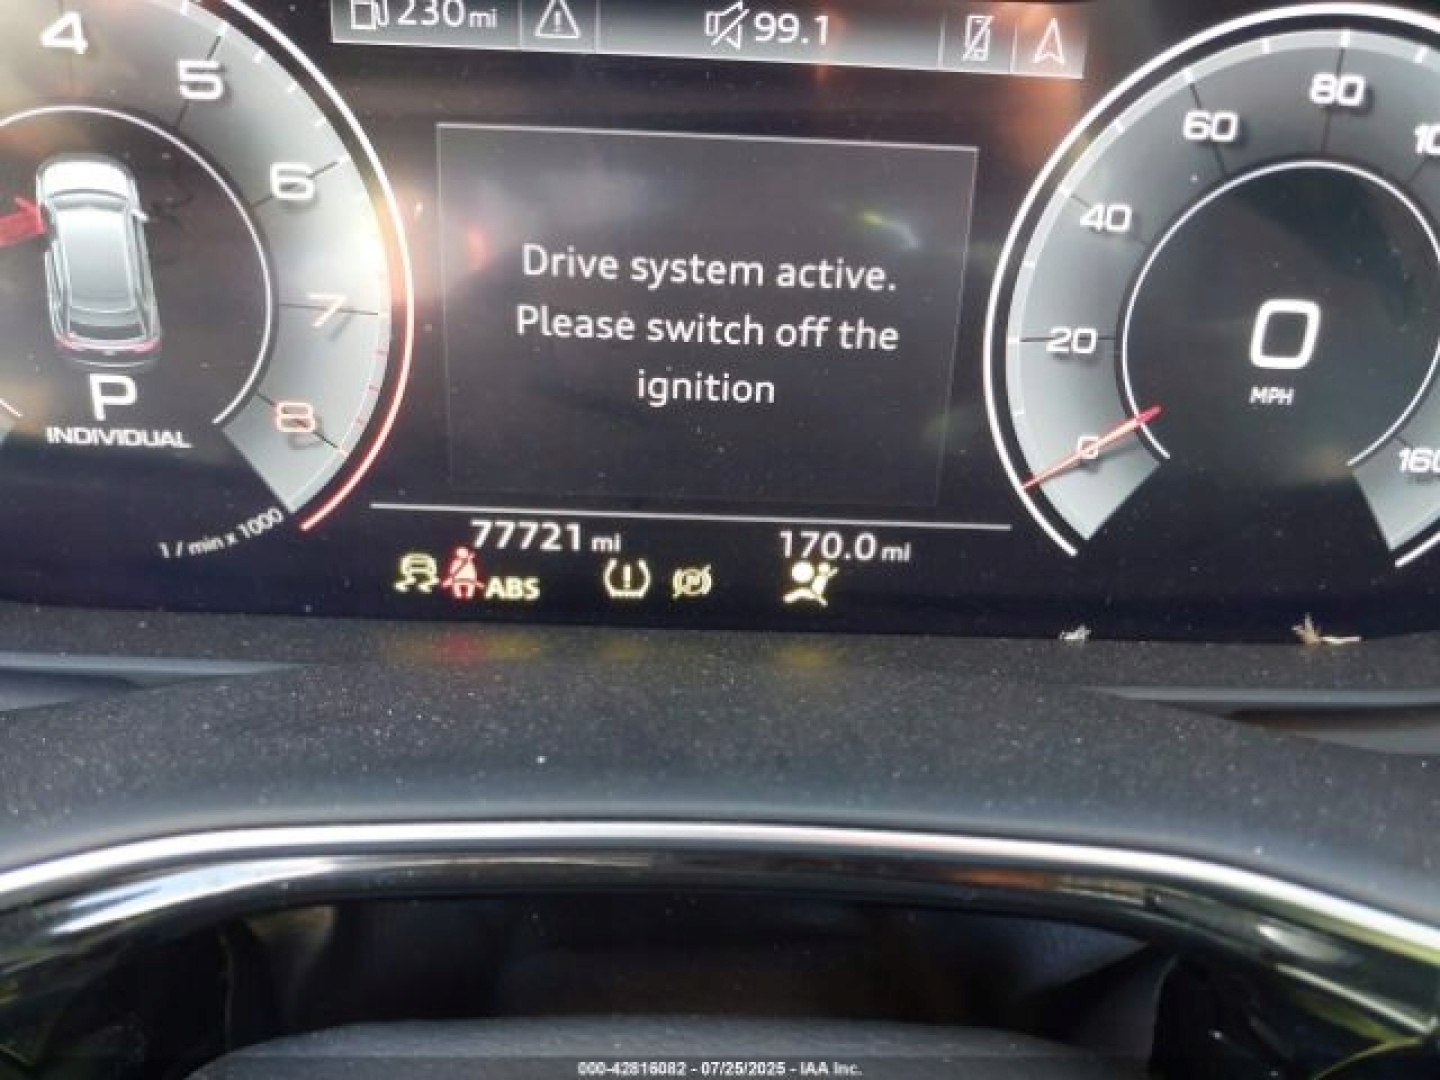 230 mi
99.1
4
5
6
7
8
1 / min x 1000
P
INDIVIDUAL
Drive system active.
Please switch off the
ignition
0
20
40
60
80
160
0
MPH
77721 mi
170.0 mi
ABS
000-42816082 - 07/25/2025 - IAA Inc.